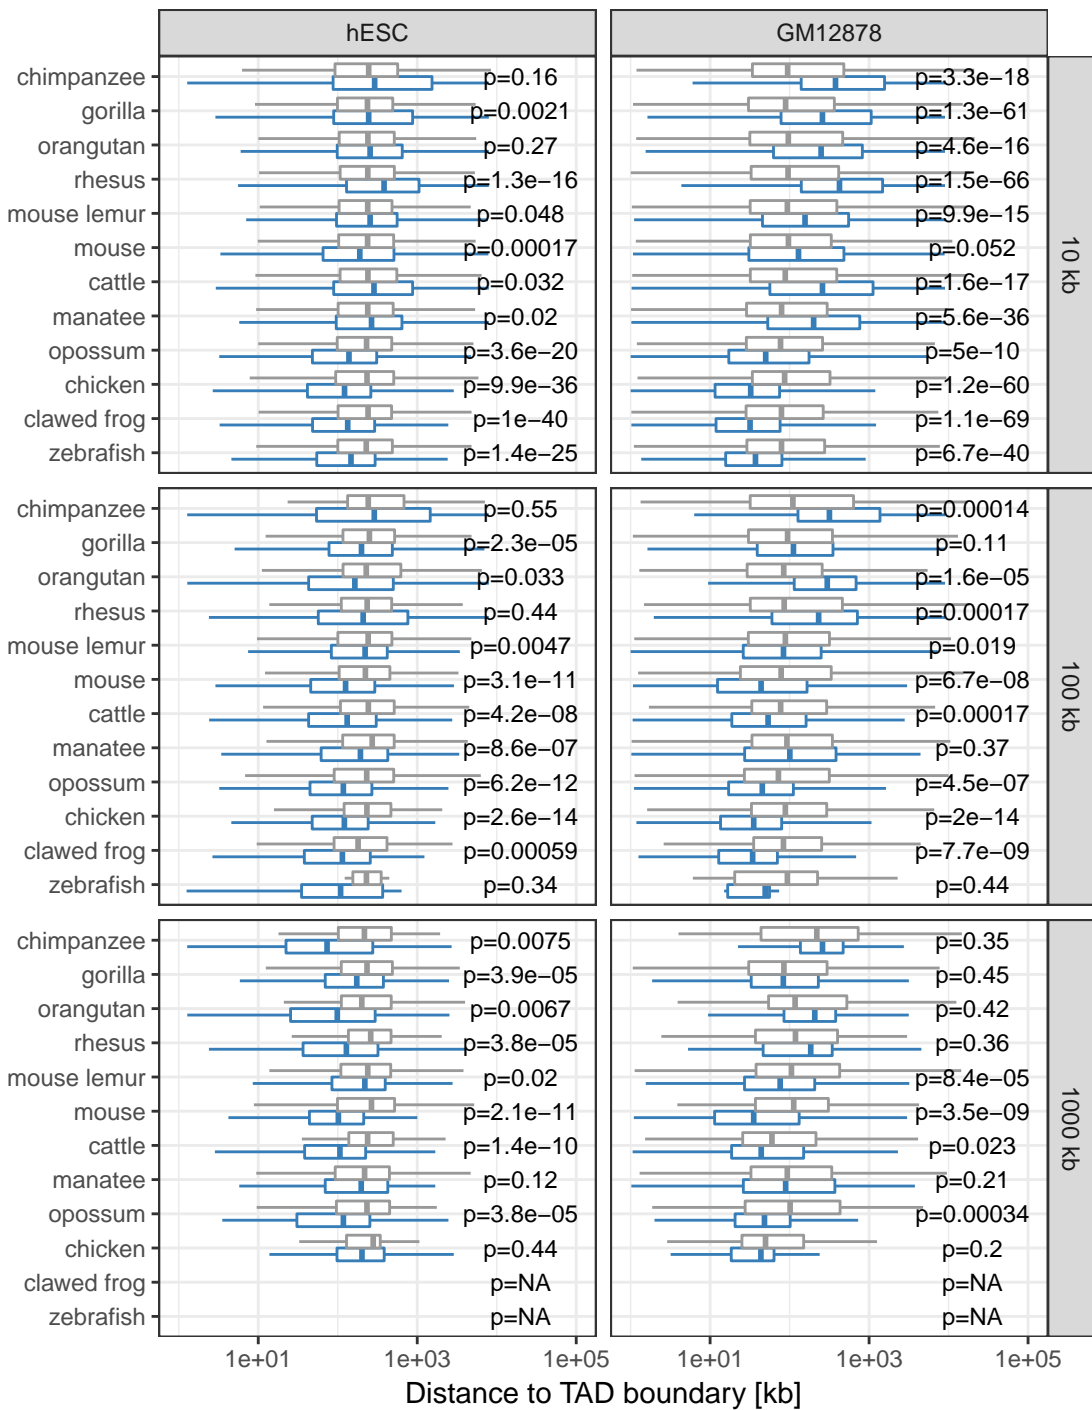 hESC GM12878
chimpanzee p=0.16 p=3.3e−18
gorilla p=0.0021 p=1.3e−61
orangutan p=0.27 p=4.6e−16
rhesus p=1.3e−16 p=1.5e−66
mouse lemur p=0.048 p=9.9e−15
mouse p=0.00017 p=0.052
cattle p=0.032 p=1.6e−17
manatee p=0.02 p=5.6e−36
opossum p=3.6e−20 p=5e−10
chicken p=9.9e−36 p=1.2e−60
clawed frog p=1e−40 p=1.1e−69
zebrafish p=1.4e−25 p=6.7e−40
10 kb
chimpanzee p=0.55 p=0.00014
gorilla p=2.3e−05 p=0.11
orangutan p=0.033 p=1.6e−05
rhesus p=0.44 p=0.00017
mouse lemur p=0.0047 p=0.019
mouse p=3.1e−11 p=6.7e−08
cattle p=4.2e−08 p=0.00017
manatee p=8.6e−07 p=0.37
opossum p=6.2e−12 p=4.5e−07
chicken p=2.6e−14 p=2e−14
clawed frog p=0.00059 p=7.7e−09
zebrafish p=0.34 p=0.44
100 kb
chimpanzee p=0.0075 p=0.35
gorilla p=3.9e−05 p=0.45
orangutan p=0.0067 p=0.42
rhesus p=3.8e−05 p=0.36
mouse lemur p=0.02 p=8.4e−05
mouse p=2.1e−11 p=3.5e−09
cattle p=1.4e−10 p=0.023
manatee p=0.12 p=0.21
opossum p=3.8e−05 p=0.00034
chicken p=0.44 p=0.2
clawed frog p=NA p=NA
zebrafish p=NA p=NA
1000 kb
1e+01 1e+03 1e+05 1e+01 1e+03 1e+05
Distance to TAD boundary [kb]